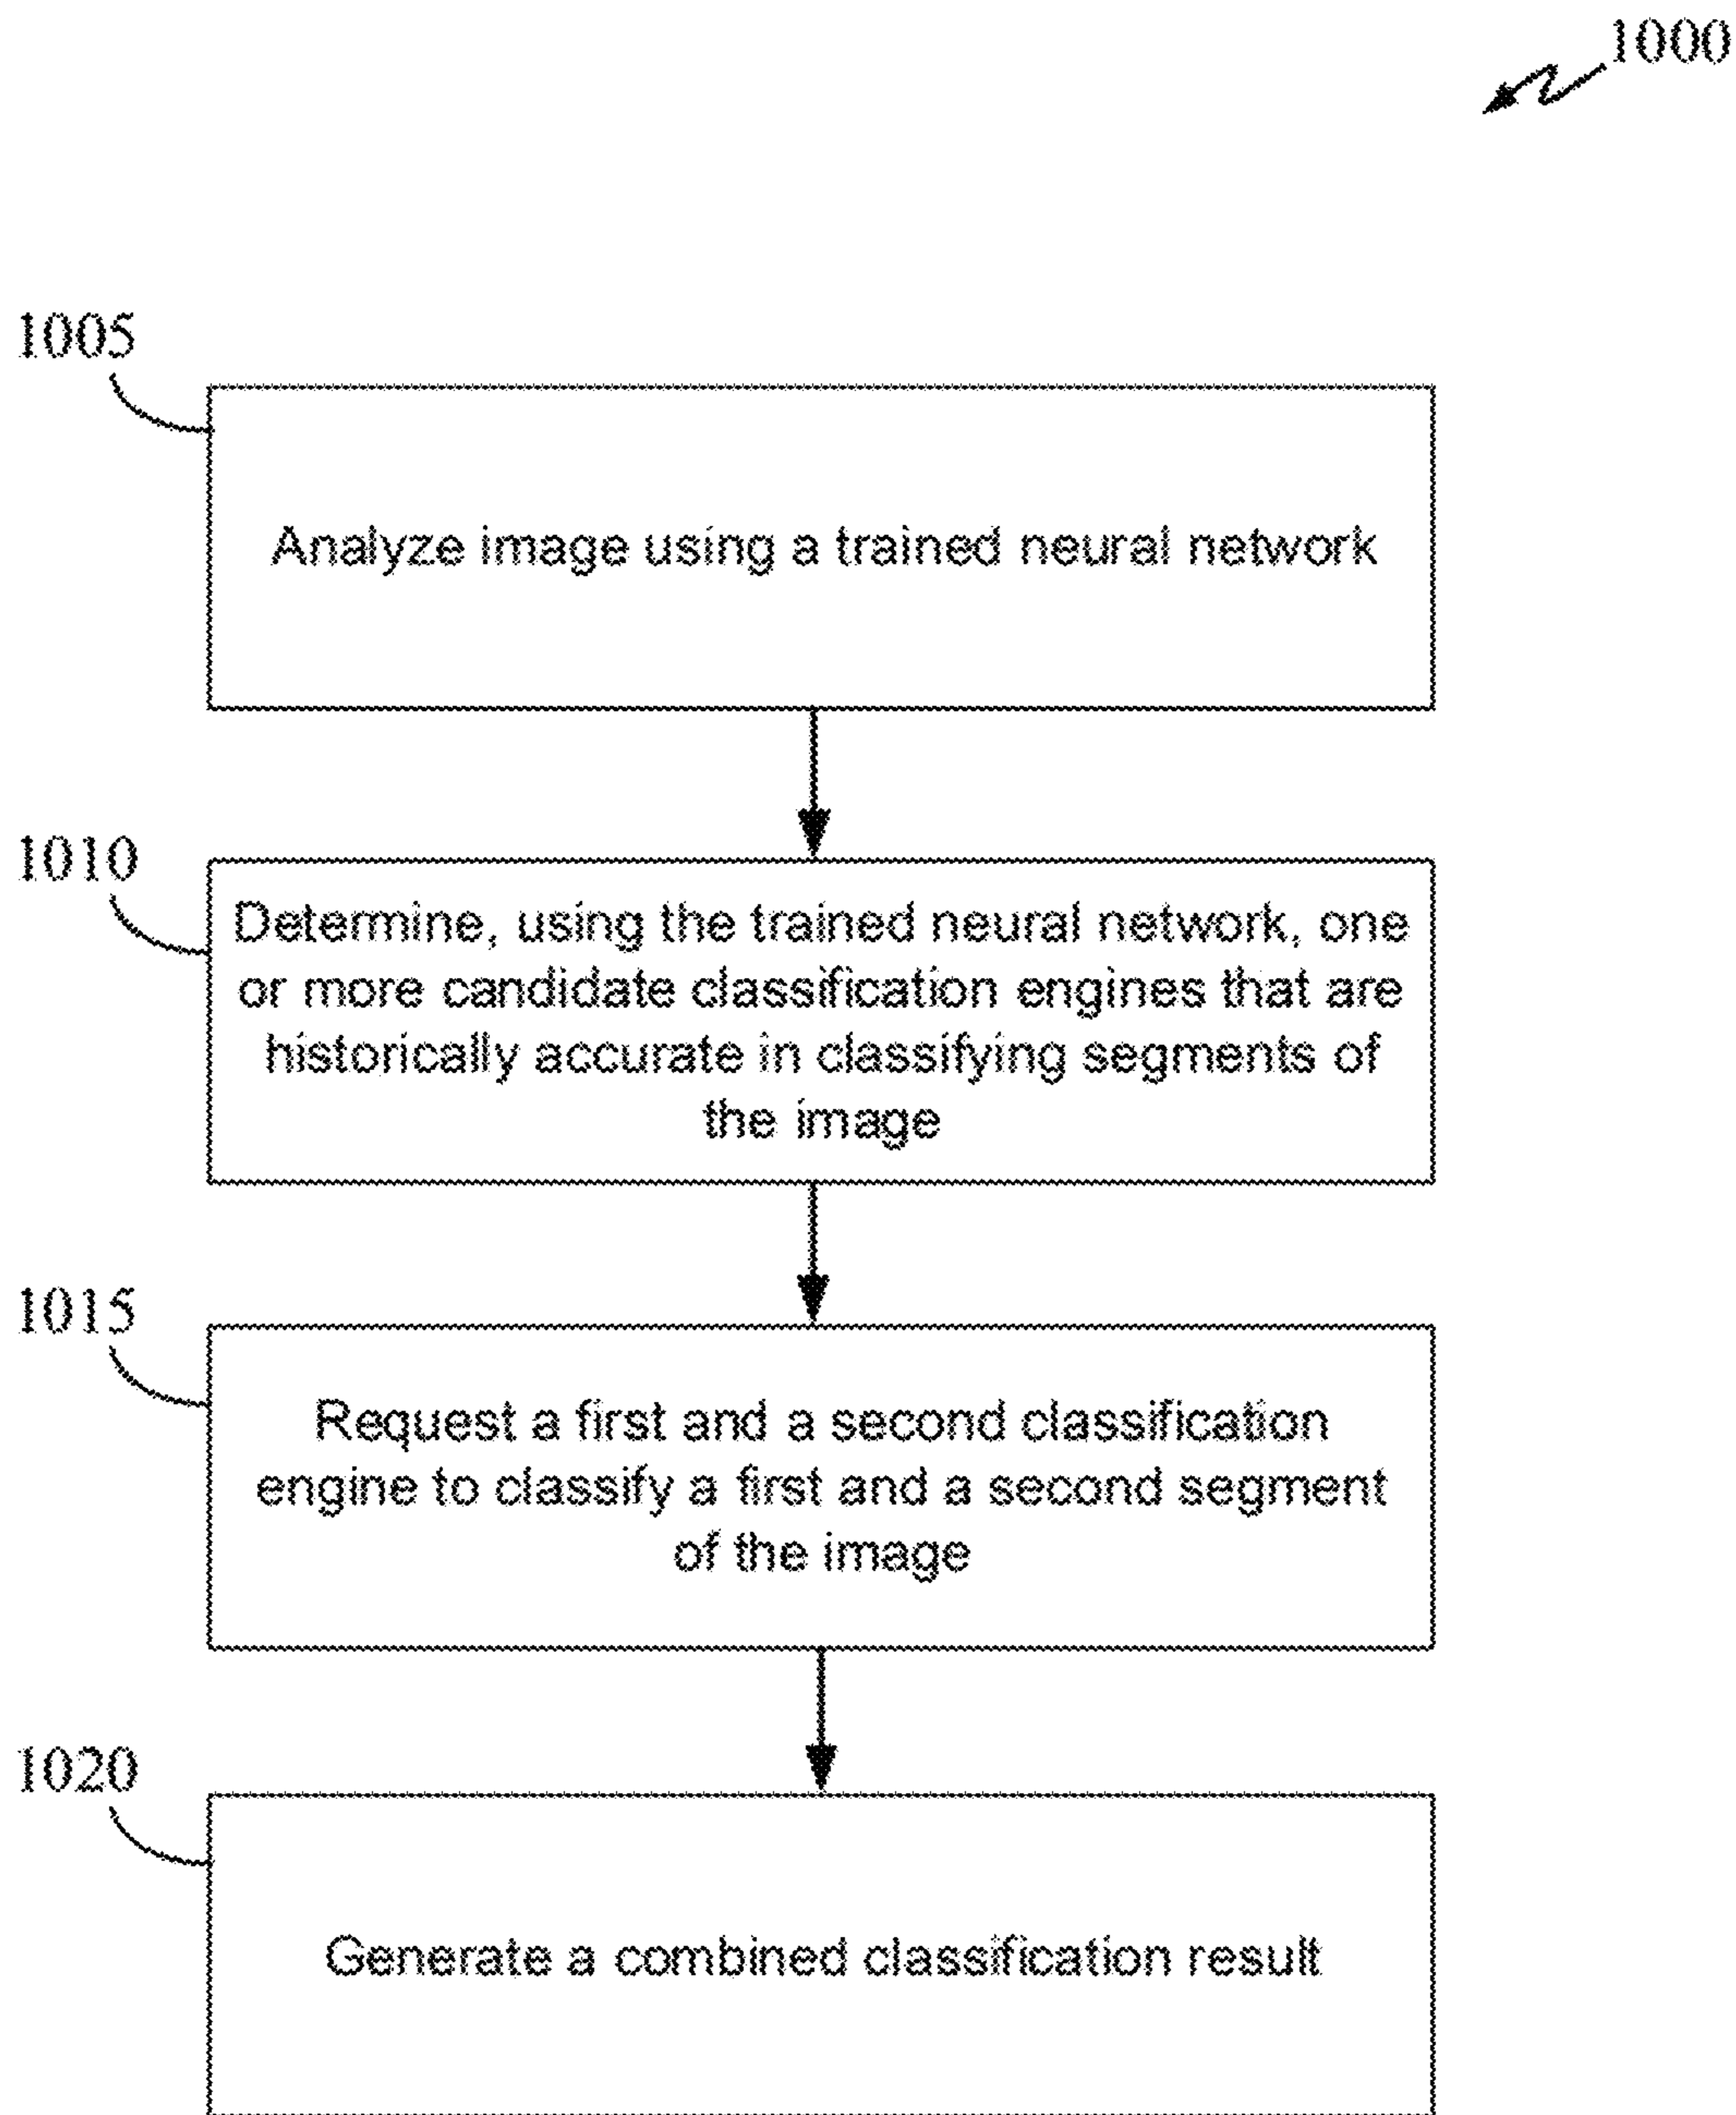 1000
1005
Analyze image using a trained neural network
1010
Determine, using the trained neural network, one
or more candidate classification engines that are
historically accurate in classifying segments of
the image
1015
Request a first and a second classification
engine to classify a first and a second segment
of the image
1020
Generate a combined classification result